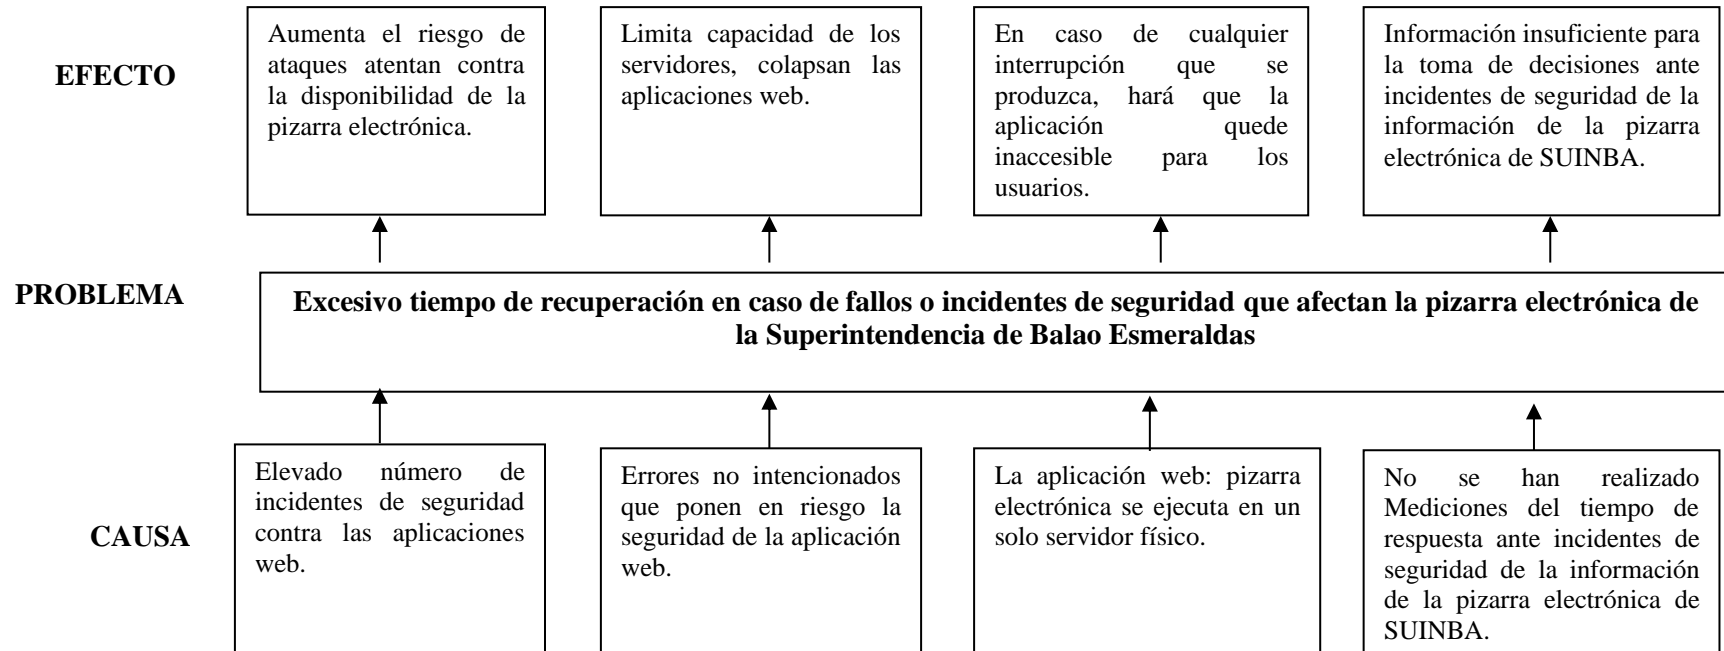 EFECTO
Aumenta el riesgo de
ataques atentan contra
la disponibilidad de la
pizarra electrónica.
Limita capacidad de los
servidores, colapsan las
aplicaciones web.
En caso de cualquier
interrupción que se
produzca, hará que la
aplicación quede
inaccesible para los
usuarios.
Información insuficiente para
la toma de decisiones ante
incidentes de seguridad de la
información de la pizarra
electrónica de SUINBA.
PROBLEMA
Excesivo tiempo de recuperación en caso de fallos o incidentes de seguridad que afectan la pizarra electrónica de
la Superintendencia de Balao Esmeraldas
CAUSA
Elevado número de
incidentes de seguridad
contra las aplicaciones
web.
Errores no intencionados
que ponen en riesgo la
seguridad de la aplicación
web.
La aplicación web: pizarra
electrónica se ejecuta en un
solo servidor físico.
No se han realizado
Mediciones del tiempo de
respuesta ante incidentes de
seguridad de la información
de la pizarra electrónica de
SUINBA.